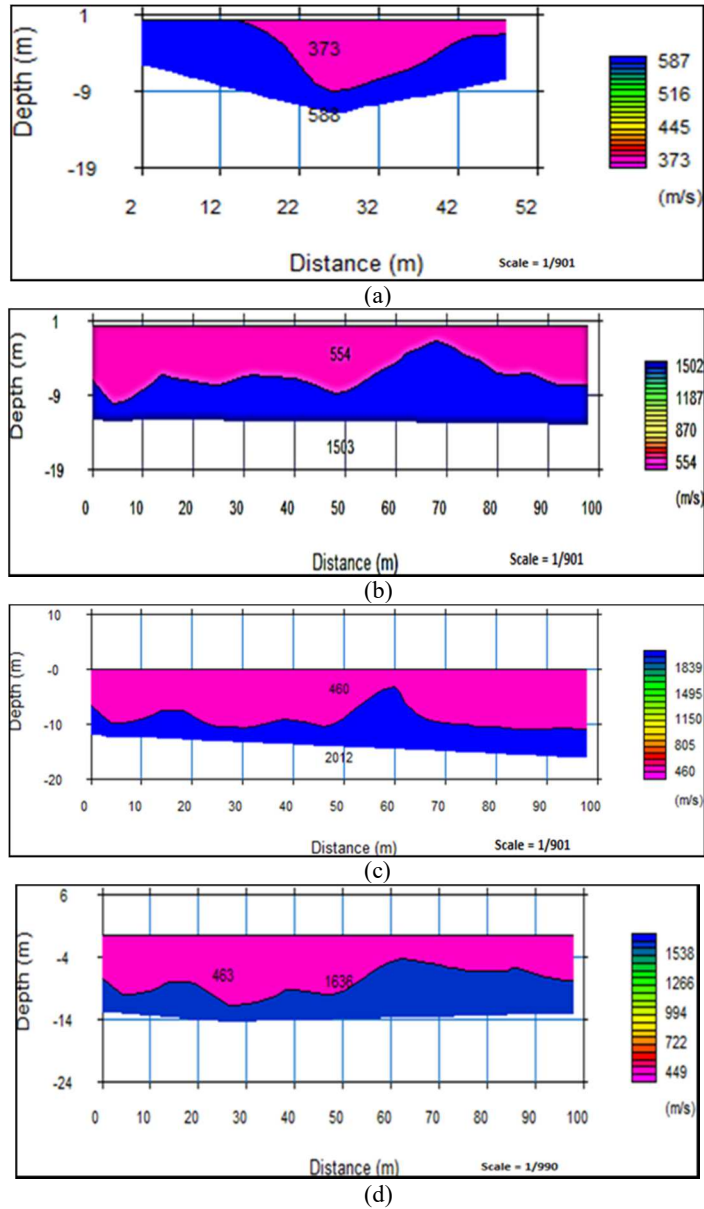 1
-9
-19
Depth (m)
373
588
2 12 22 32 42 52
Distance (m)
Scale = 1/901
587
516
445
373
(m/s)
(a)
1
-9
-19
Depth (m)
554
1503
0 10 20 30 40 50 60 70 80 90 100
Distance (m)
Scale = 1/901
1502
1187
870
554
(m/s)
(b)
10
-0
-10
-20
Depth (m)
460
2012
0 10 20 30 40 50 60 70 80 90 100
Distance (m)
Scale = 1/901
1839
1495
1150
805
460
(m/s)
(c)
6
-4
-14
-24
Depth (m)
463 1636
0 10 20 30 40 50 60 70 80 90 100
Distance (m)
Scale = 1/990
1538
1266
994
722
449
(m/s)
(d)